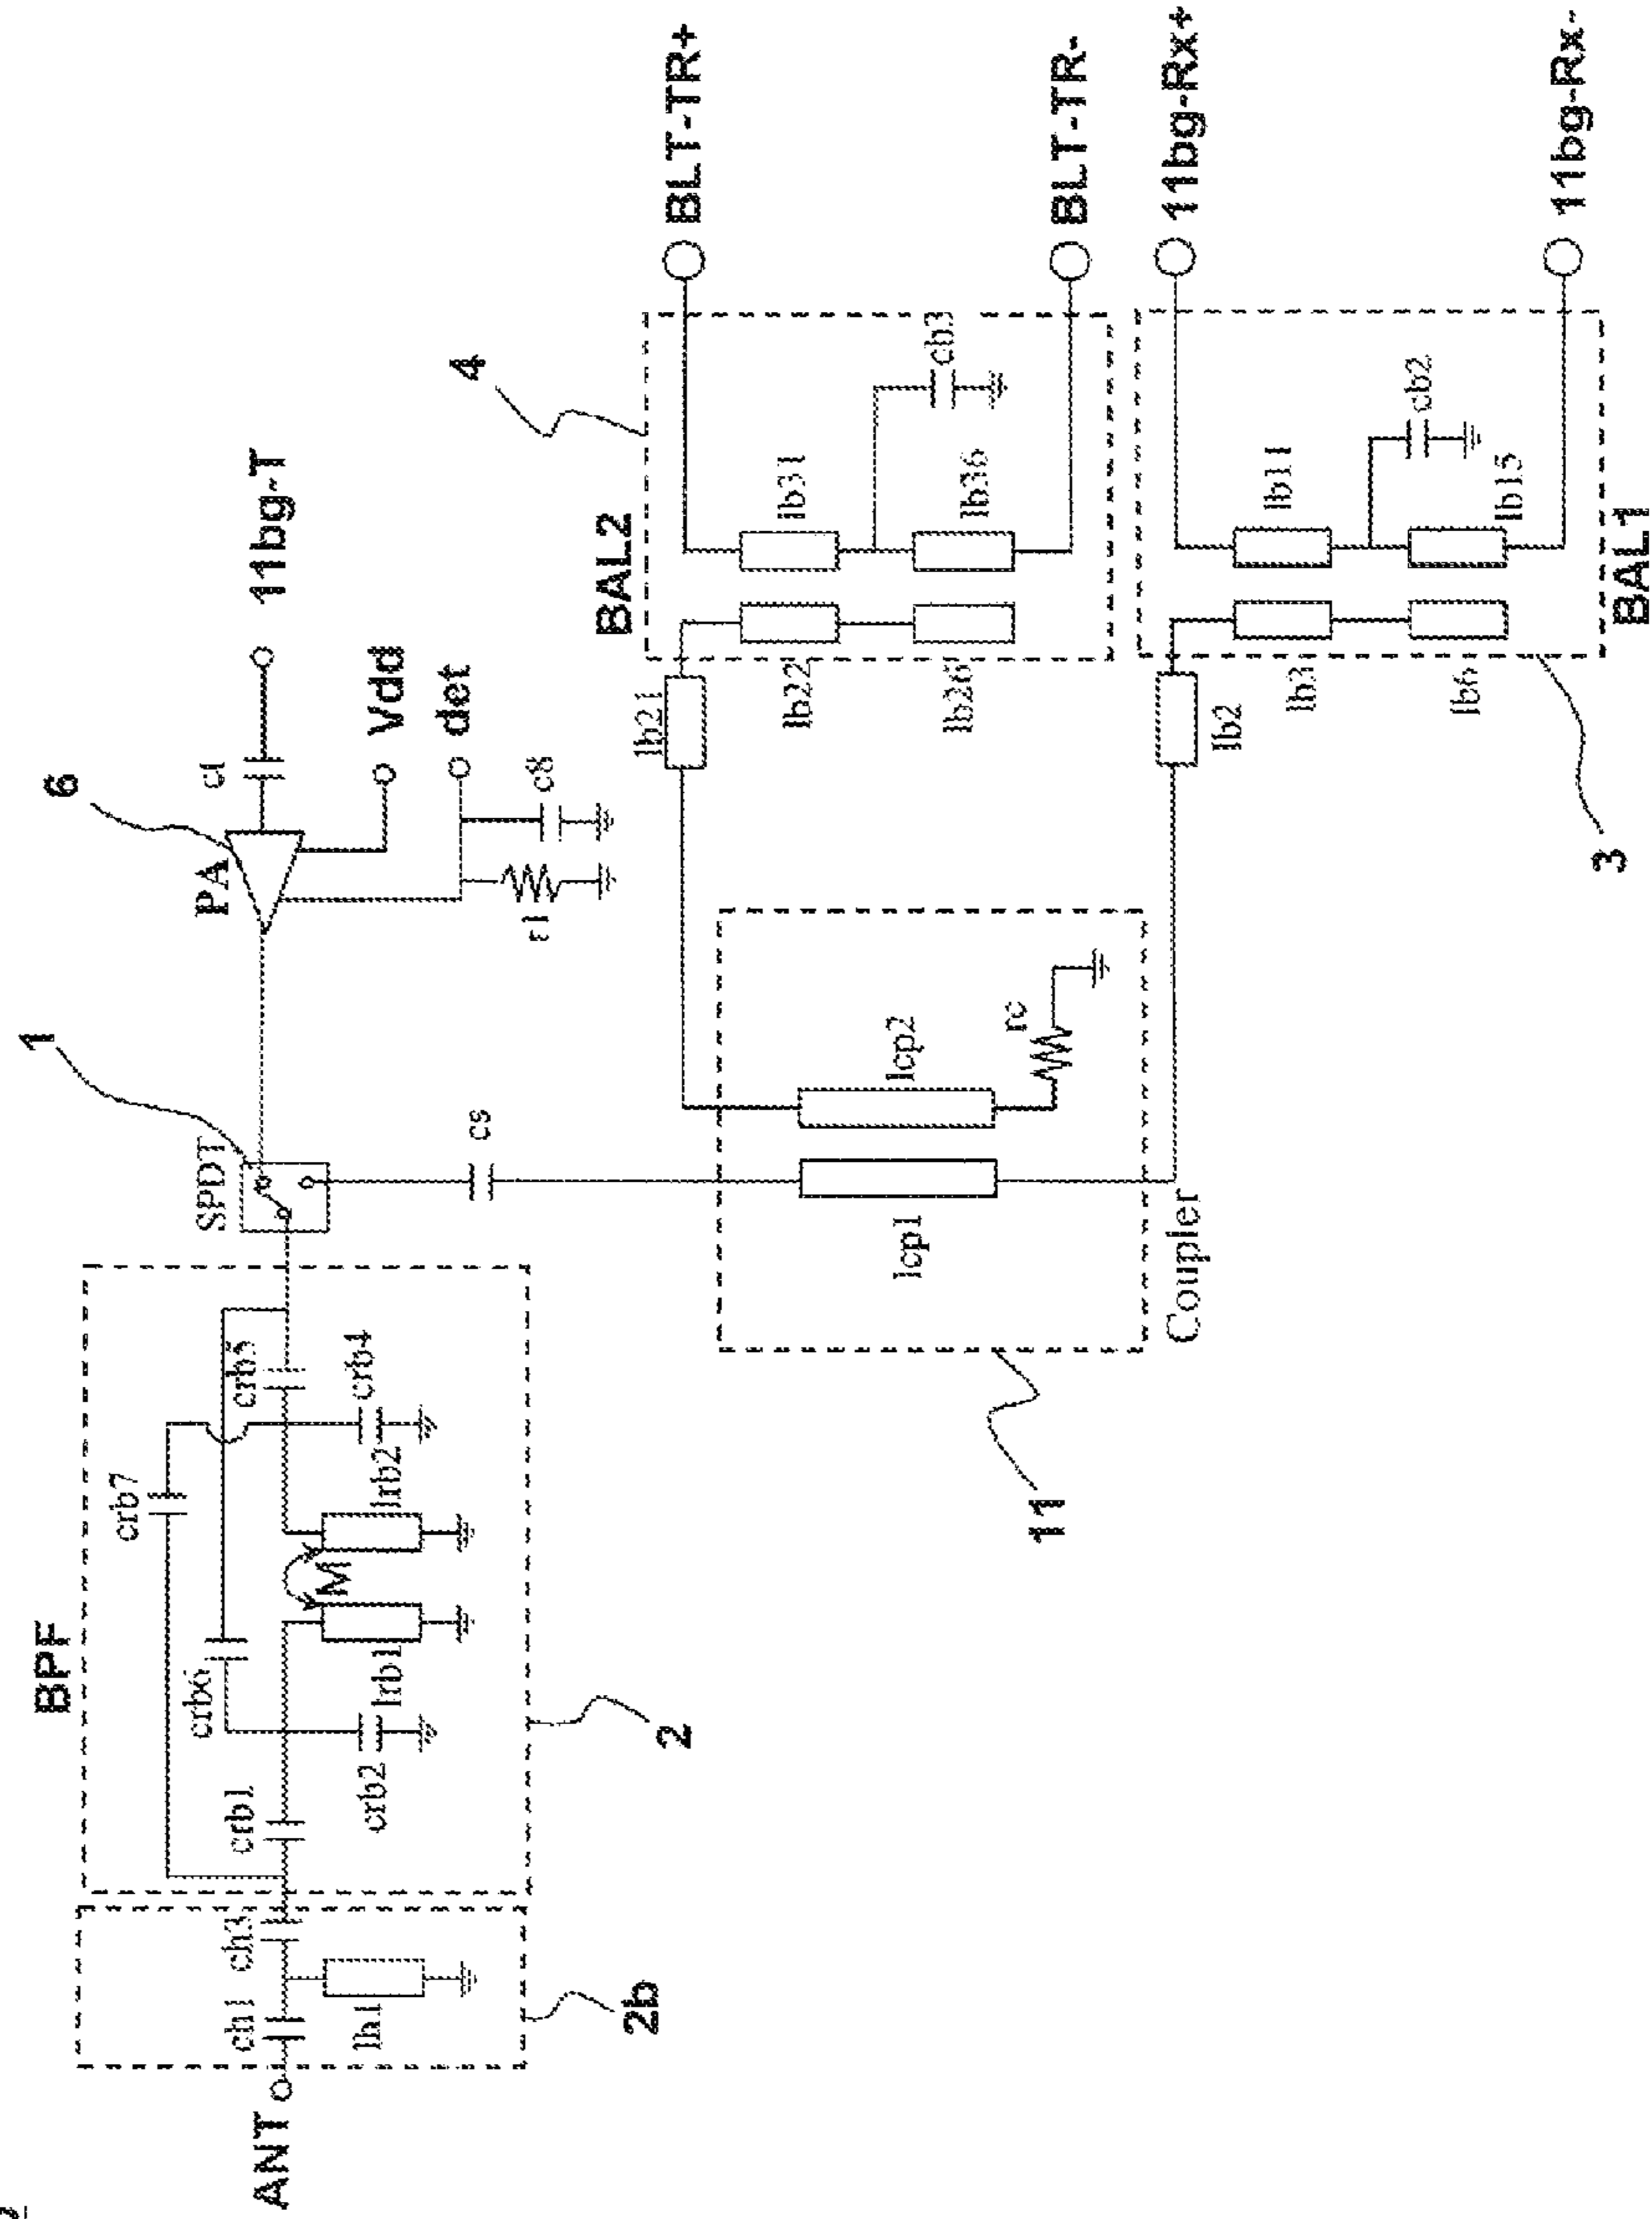 BPF
ANT
ch1
ch3
lh1
2b
crb1
crb2
crb6
lrb1
M
lrb2
crb7
crb5
crb4
2
SPDT
1
PA
6
11bg-T
Vdd
det
r1
c8
cs
lcp1
lcp2
rc
Coupler
11
lb21
BAL2
4
lb22
lb26
lb31
lb36
cb3
BLT-TR+
BLT-TR-
lb2
BAL1
3
lb3
lb6
lb11
lb15
cb2
11bg-Rx+
11bg-Rx-